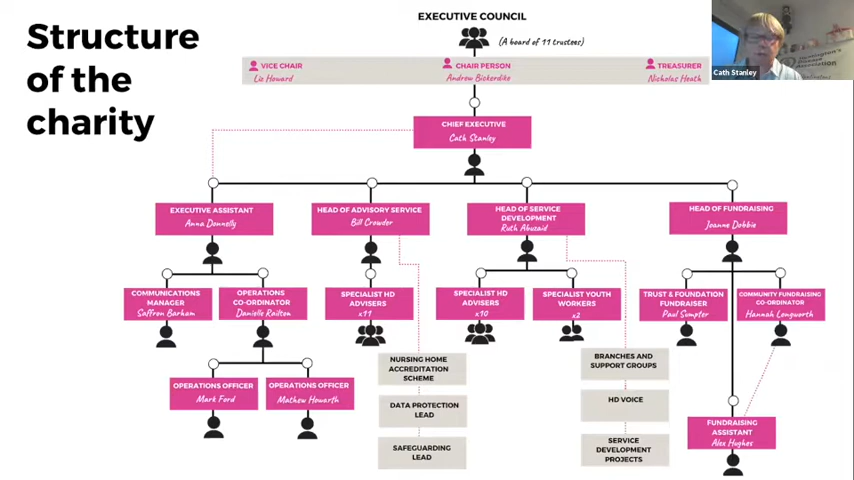 Structure
of the
charity
EXECUTIVE COUNCIL
(A board of 11 trustees)
VICE CHAIR
Liz Howard
CHAIR PERSON
Andrew Bickerdike
TREASURER
Nicholas Heath
Cath Stanley
CHIEF EXECUTIVE
Cath Stanley
EXECUTIVE ASSISTANT
Anna Donnelly
HEAD OF ADVISORY SERVICE
Bill Crowder
HEAD OF SERVICE
DEVELOPMENT
Ruth Abuzaid
HEAD OF FUNDRAISING
Joanne Dobbie
COMMUNICATIONS
MANAGER
Saffron Barham
OPERATIONS
CO-ORDINATOR
Danielle Railton
SPECIALIST HD
ADVISERS
x11
SPECIALIST HD
ADVISERS
x10
SPECIALIST YOUTH
WORKERS
x2
TRUST & FOUNDATION
FUNDRAISER
Paul Sumpter
COMMUNITY FUNDRAISING
CO-ORDINATOR
Hannah Longworth
OPERATIONS OFFICER
Mark Ford
OPERATIONS OFFICER
Mathew Howarth
NURSING HOME
ACCREDITATION
SCHEME
DATA PROTECTION
LEAD
SAFEGUARDING
LEAD
BRANCHES AND
SUPPORT GROUPS
HD VOICE
SERVICE
DEVELOPMENT
PROJECTS
FUNDRAISING
ASSISTANT
Alex Hughes